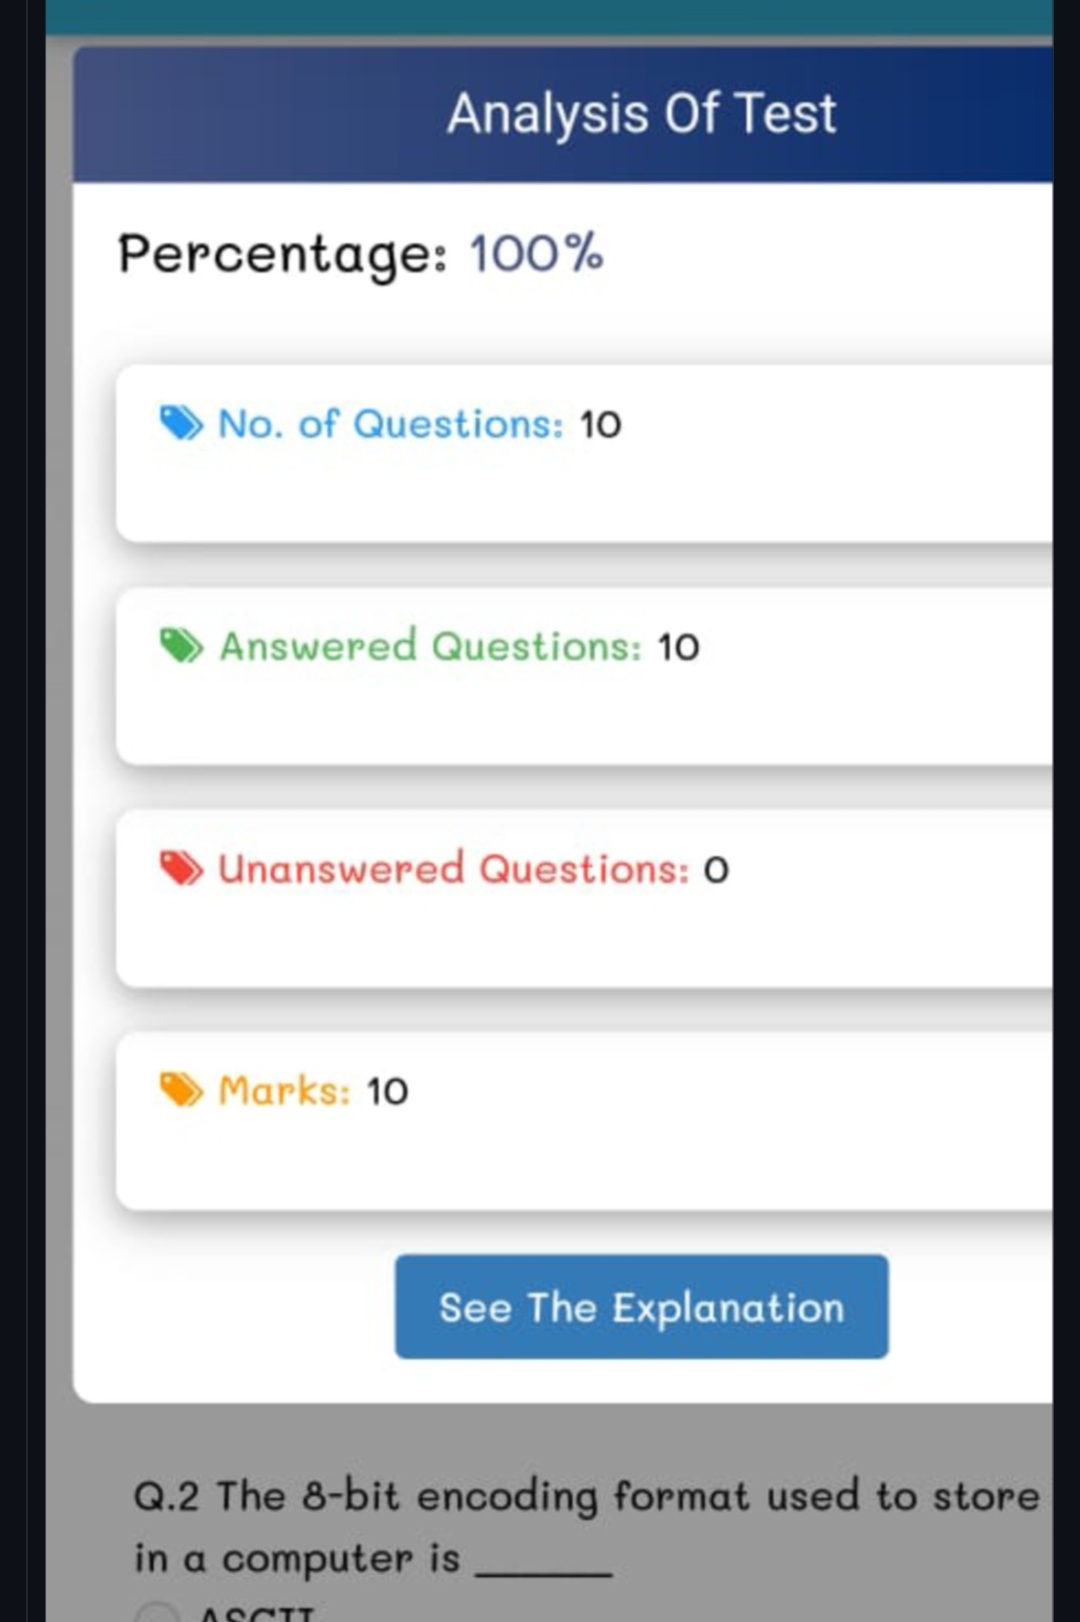 Analysis Of Test
Percentage: 100%
No. of Questions: 10
Answered Questions: 10
Unanswered Questions: 0
Marks: 10
See The Explanation
Q.2 The 8-bit encoding format used to store
in a computer is ______
ASCII